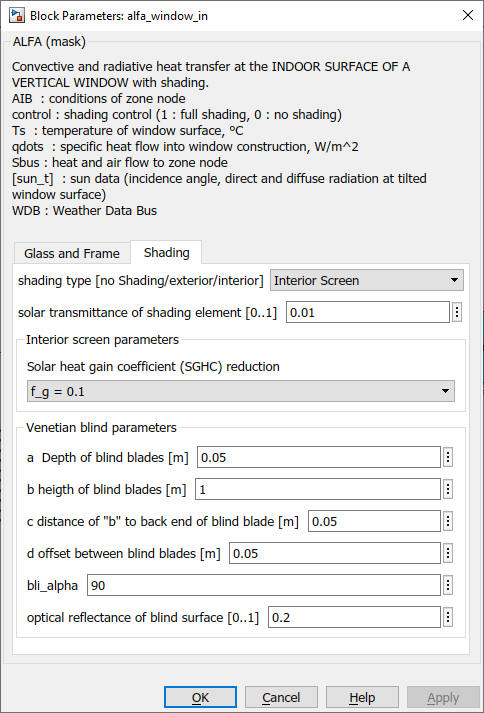 Block Parameters: alfa_window_in
ALFA (mask)
Convective and radiative heat transfer at the INDOOR SURFACE OF A
VERTICAL WINDOW with shading.
AIB : conditions of zone node
control : shading control (1 : full shading, 0 : no shading)
Ts : temperature of window surface, ºC
qdots : specific heat flow into window construction, W/m^2
Sbus : heat and air flow to zone node
[sun_t] : sun data (incidence angle, direct and diffuse radiation at tilted
window surface)
WDB : Weather Data Bus
Glass and Frame Shading
shading type [no Shading/exterior/interior] Interior Screen
solar transmittance of shading element [0..1] 0.01
Interior screen parameters
Solar heat gain coefficient (SGHC) reduction
f_g = 0.1
Venetian blind parameters
a Depth of blind blades [m] 0.05
b heigth of blind blades [m] 1
c distance of "b" to back end of blind blade [m] 0.05
d offset between blind blades [m] 0.05
bli_alpha 90
optical reflectance of blind surface [0..1] 0.2
OK Cancel Help Apply